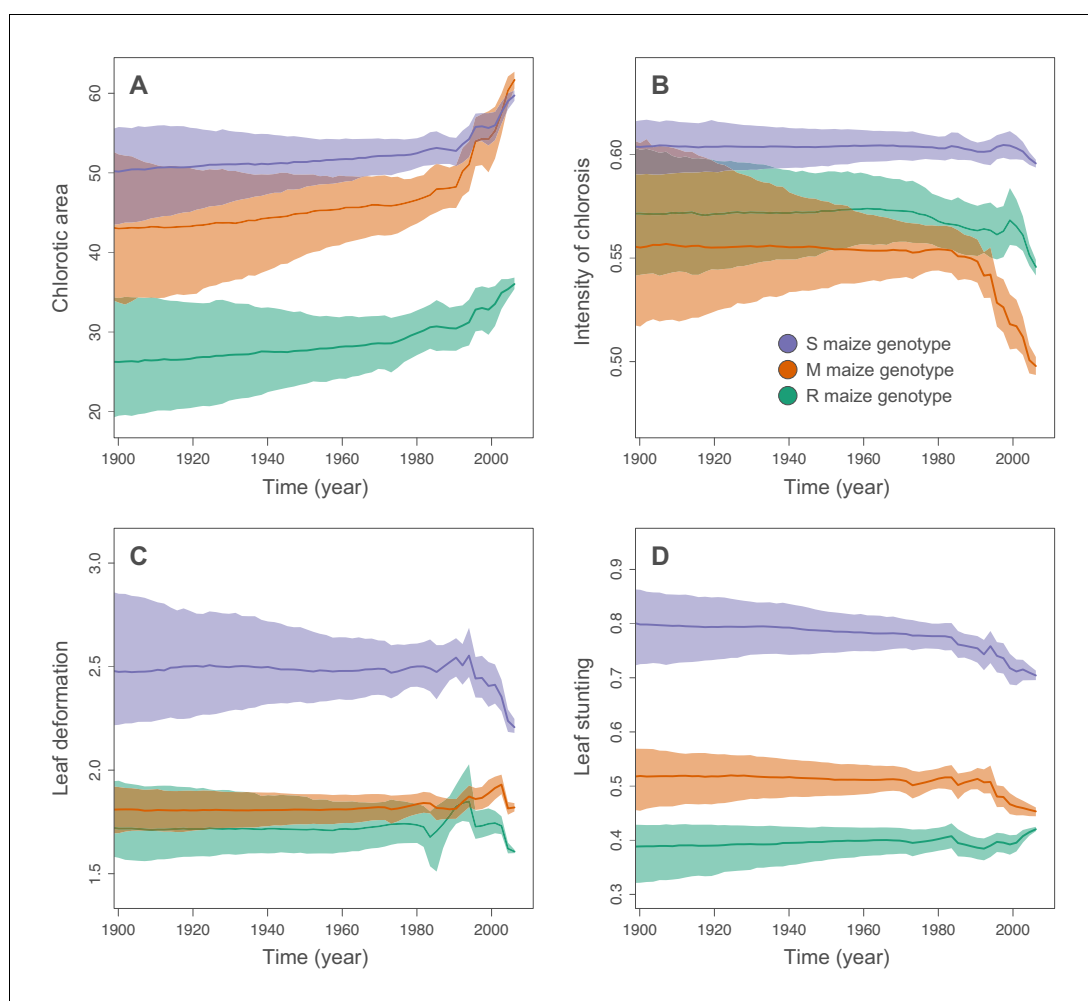 A
Chlorotic area
60
50
40
30
20
1900 1920 1940 1960 1980 2000
Time (year)
B
Intensity of chlorosis
0.60
0.55
0.50
S maize genotype
M maize genotype
R maize genotype
1900 1920 1940 1960 1980 2000
Time (year)
C
Leaf deformation
3.0
2.5
2.0
1.5
1900 1920 1940 1960 1980 2000
Time (year)
D
Leaf stunting
0.9
0.8
0.7
0.6
0.5
0.4
0.3
1900 1920 1940 1960 1980 2000
Time (year)